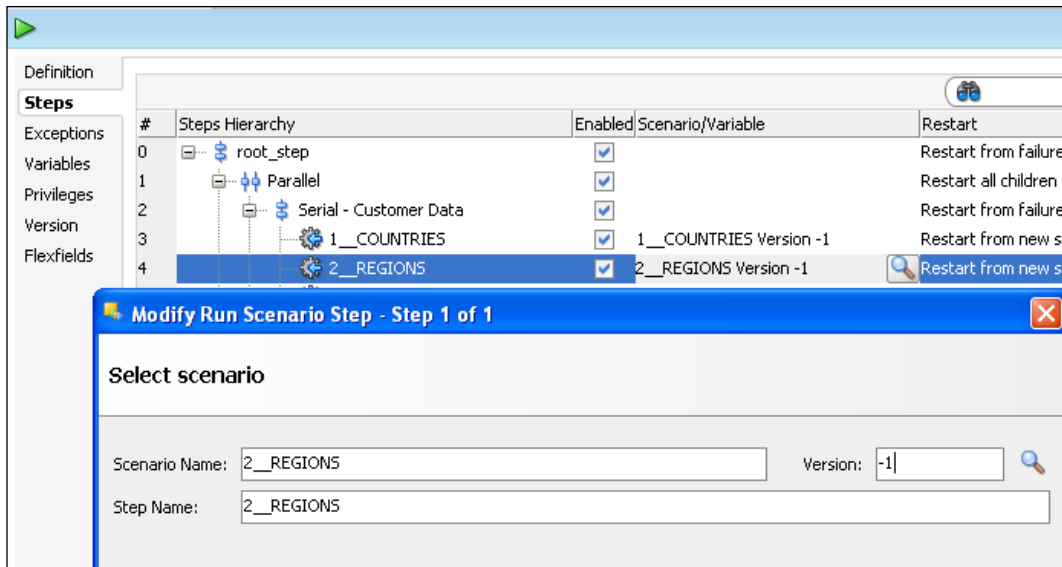 Definition
Steps
Exceptions
Variables
Privileges
Version
Flexfields
# Steps Hierarchy Enabled Scenario/Variable Restart
0 root_step Restart from failure
1 Parallel Restart all children
2 Serial - Customer Data Restart from failure
3 1__COUNTRIES 1__COUNTRIES Version -1 Restart from new s
4 2__REGIONS 2__REGIONS Version -1 Restart from new s
Modify Run Scenario Step - Step 1 of 1
Select scenario
Scenario Name: 2__REGIONS Version: -1
Step Name: 2__REGIONS